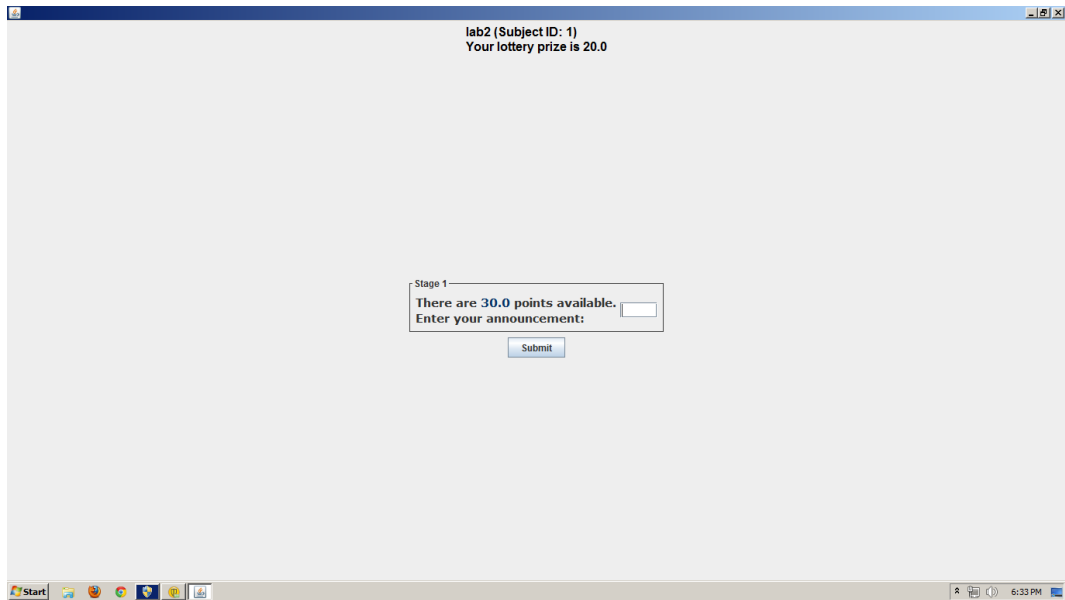 lab2 (Subject ID: 1)
Your lottery prize is 20.0
Stage 1
There are 30.0 points available.
Enter your announcement:
Submit
Start
6:33 PM